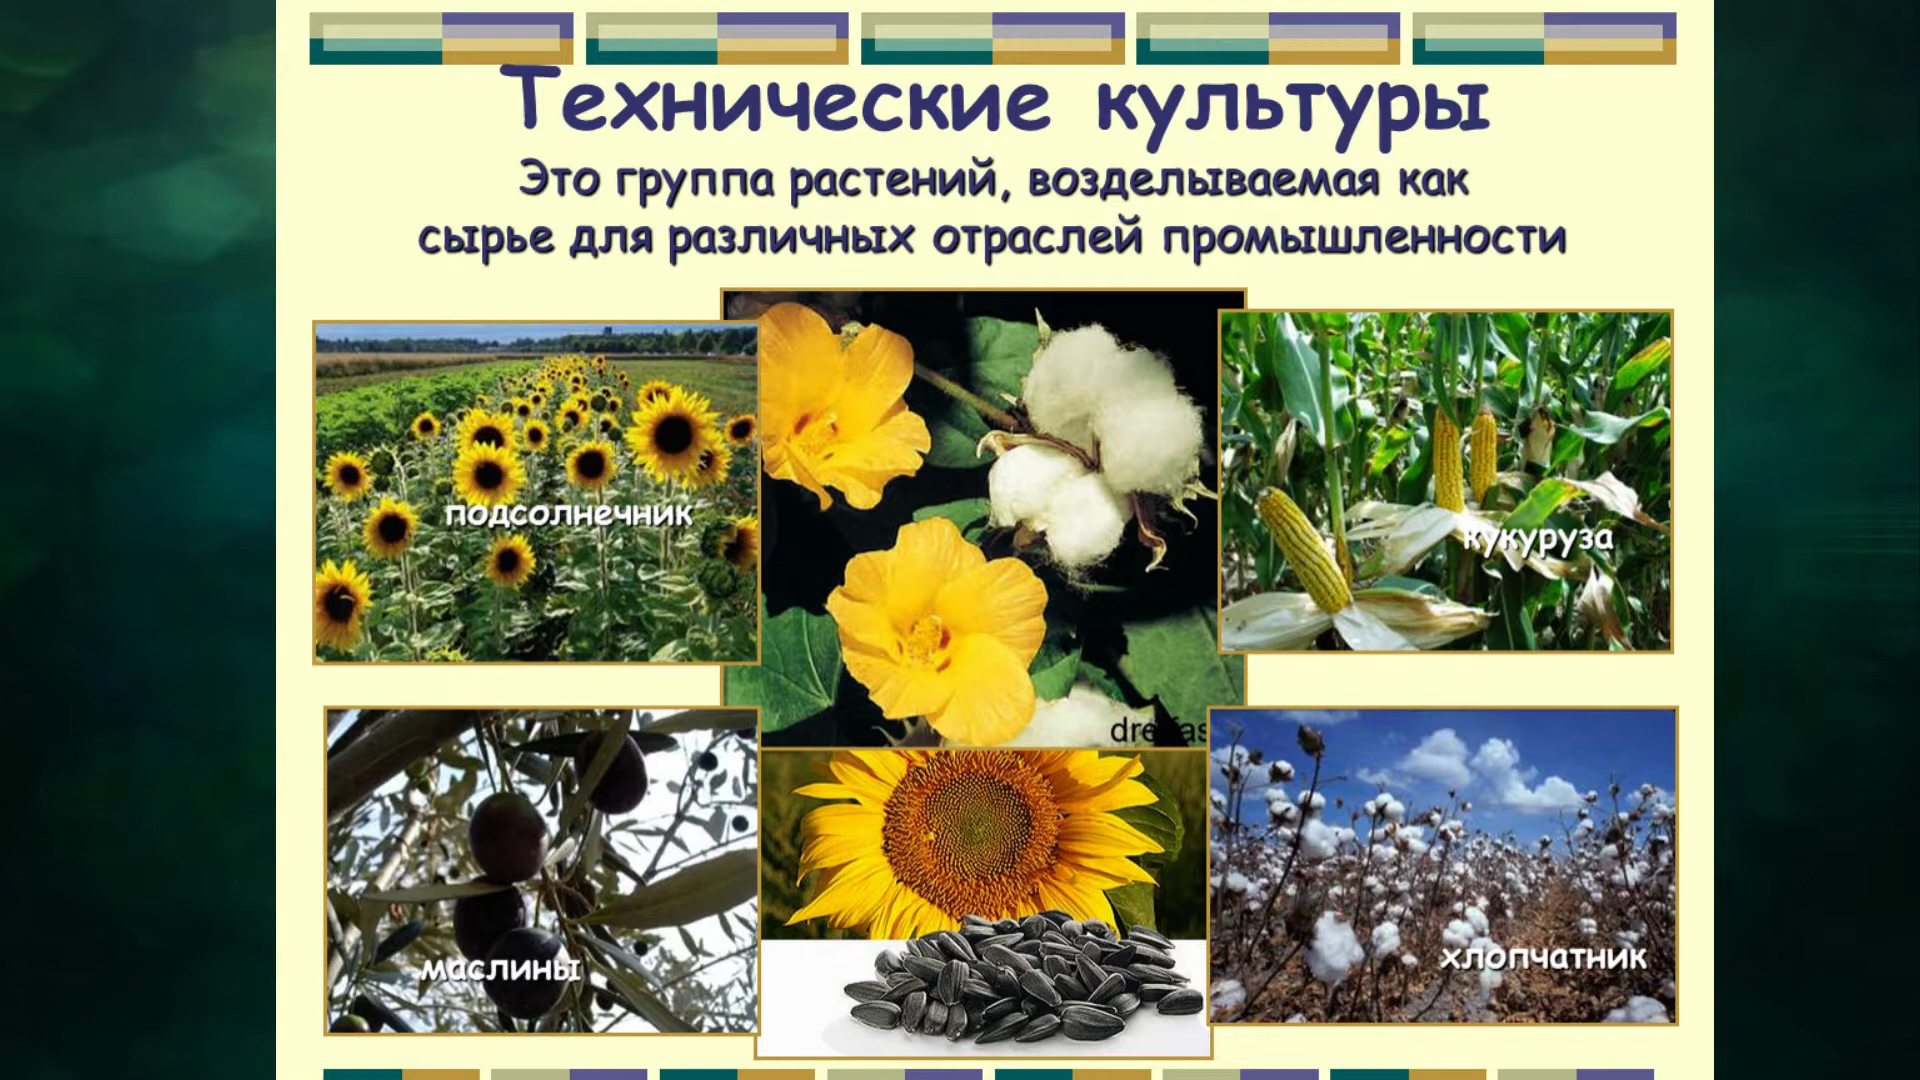 Технические культуры
Это группа растений, возделываемая как
сырье для различных отраслей промышленности
подсолнечник
кукуруза
маслины
хлопчатник